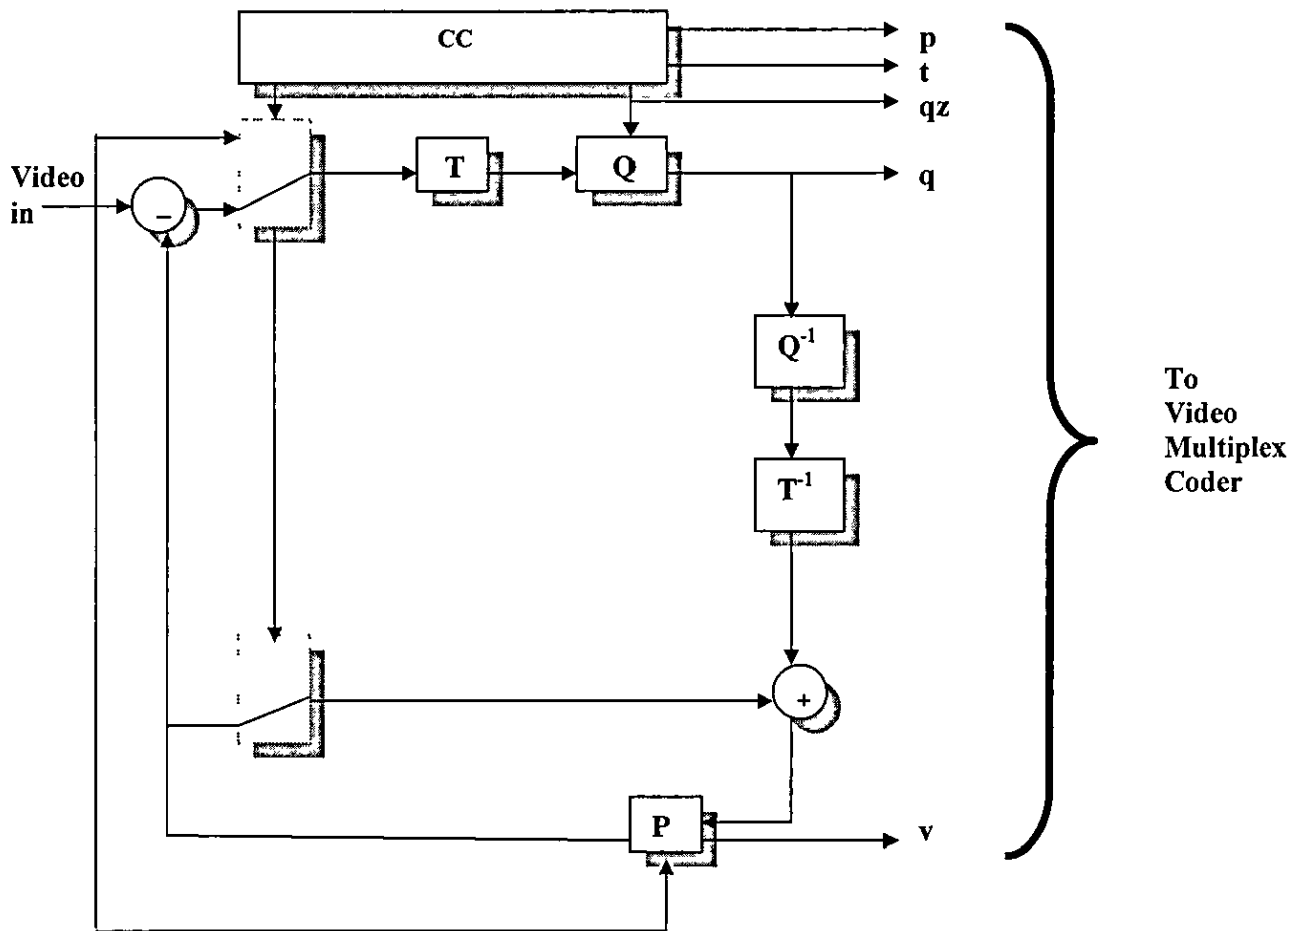 CC
p
t
qz
Video
in
−
T
Q
q
Q⁻¹
T⁻¹
To
Video
Multiplex
Coder
+
P
v